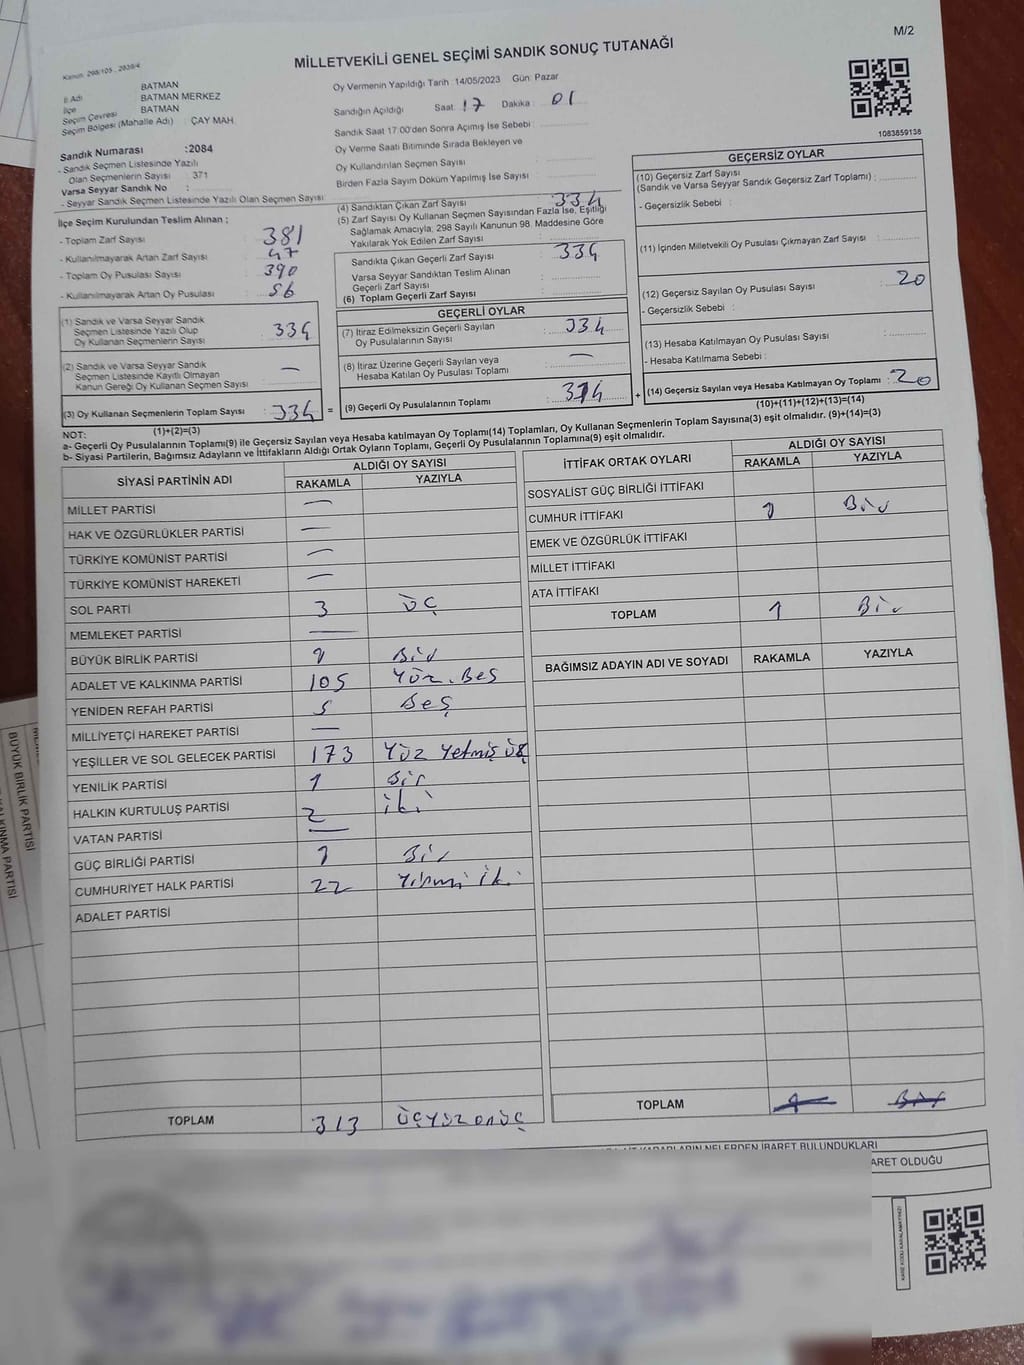 M/2
MİLLETVEKİLİ GENEL SEÇİMİ SANDIK SONUÇ TUTANAĞI
Kanun: 298/105 , 2839/4
İl Adı BATMAN
İlçe BATMAN MERKEZ
Seçim Çevresi BATMAN
Seçim Bölgesi (Mahalle Adı) : ÇAY MAH.
Oy Vermenin Yapıldığı Tarih 14/05/2023 Gün: Pazar
Sandığın Açıldığı Saat 17 Dakika : 01
Sandık Saat 17:00'den Sonra Açımış İse Sebebi :
Oy Verme Saati Bitiminde Sırada Bekleyen ve
Oy Kullandırılan Seçmen Sayısı :
Birden Fazla Sayım Döküm Yapılmış İse Sayısı :
1083859138
Sandık Numarası :2084
- Sandık Seçmen Listesinde Yazılı
Olan Seçmenlerin Sayısı : 371
Varsa Seyyar Sandık No :
- Seyyar Sandık Seçmen Listesinde Yazılı Olan Seçmen Sayısı
İlçe Seçim Kurulundan Teslim Alınan ;
- Toplam Zarf Sayısı : 381
- Kullanılmayarak Artan Zarf Sayısı : 47
- Toplam Oy Pusulası Sayısı : 390
- Kullanılmayarak Artan Oy Pusulası : 56
(1) Sandık ve Varsa Seyyar Sandık
Seçmen Listesinde Yazılı Olup
Oy Kullanan Seçmenlerin Sayısı : 334
(2) Sandık ve Varsa Seyyar Sandık
Seçmen Listesinde Kayıtlı Olmayan
Kanun Gereği Oy Kullanan Seçmen Sayısı : —
(3) Oy Kullanan Seçmenlerin Toplam Sayısı : 334 =
(1)+(2)=(3)
(4) Sandıktan Çıkan Zarf Sayısı : 334
(5) Zarf Sayısı Oy Kullanan Seçmen Sayısından Fazla İse, Eşitliği
Sağlamak Amacıyla; 298 Sayılı Kanunun 98. Maddesine Göre
Yakılarak Yok Edilen Zarf Sayısı :
Sandıkta Çıkan Geçerli Zarf Sayısı : 334
Varsa Seyyar Sandıktan Teslim Alınan
Geçerli Zarf Sayısı :
(6) Toplam Geçerli Zarf Sayısı :
GEÇERLİ OYLAR
(7) İtiraz Edilmeksizin Geçerli Sayılan
Oy Pusulalarının Sayısı : 334
(8) İtiraz Üzerine Geçerli Sayılan veya
Hesaba Katılan Oy Pusulası Toplamı : —
(9) Geçerli Oy Pusulalarının Toplamı : 314 +
GEÇERSİZ OYLAR
(10) Geçersiz Zarf Sayısı
(Sandık ve Varsa Seyyar Sandık Geçersiz Zarf Toplamı) :
- Geçersizlik Sebebi :
(11) İçinden Milletvekili Oy Pusulası Çıkmayan Zarf Sayısı :
(12) Geçersiz Sayılan Oy Pusulası Sayısı : 20
- Geçersizlik Sebebi :
(13) Hesaba Katılmayan Oy Pusulası Sayısı :
- Hesaba Katılmama Sebebi :
(14) Geçersiz Sayılan veya Hesaba Katılmayan Oy Toplamı : 20
(10)+(11)+(12)+(13)=(14)
NOT:
a- Geçerli Oy Pusulalarının Toplamı(9) ile Geçersiz Sayılan veya Hesaba katılmayan Oy Toplamı(14) Toplamları, Oy Kullanan Seçmenlerin Toplam Sayısına(3) eşit olmalıdır. (9)+(14)=(3)
b- Siyasi Partilerin, Bağımsız Adayların ve İttifakların Aldığı Ortak Oyların Toplamı, Geçerli Oy Pusulalarının Toplamına(9) eşit olmalıdır.
SİYASİ PARTİNİN ADI ALDIĞI OY SAYISI
RAKAMLA YAZIYLA
MİLLET PARTİSİ —
HAK VE ÖZGÜRLÜKLER PARTİSİ —
TÜRKİYE KOMÜNİST PARTİSİ —
TÜRKİYE KOMÜNİST HAREKETİ —
SOL PARTİ 3 ÜÇ
MEMLEKET PARTİSİ —
BÜYÜK BİRLİK PARTİSİ 1 Bir
ADALET VE KALKINMA PARTİSİ 105 Yüz. Beş
YENİDEN REFAH PARTİSİ 5 Beş
MİLLİYETÇİ HAREKET PARTİSİ —
YEŞİLLER VE SOL GELECEK PARTİSİ 173 Yüz Yetmiş Üç
YENİLİK PARTİSİ 1 Bir
HALKIN KURTULUŞ PARTİSİ 2 iki
VATAN PARTİSİ —
GÜÇ BİRLİĞİ PARTİSİ 1 Bir
CUMHURİYET HALK PARTİSİ 22 Yirmi iki
ADALET PARTİSİ
TOPLAM 313 ÜÇYÜZONÜÇ
İTTİFAK ORTAK OYLARI ALDIĞI OY SAYISI
RAKAMLA YAZIYLA
SOSYALİST GÜÇ BİRLİĞİ İTTİFAKI
CUMHUR İTTİFAKI 1 Bir
EMEK VE ÖZGÜRLÜK İTTİFAKI
MİLLET İTTİFAKI
ATA İTTİFAKI
TOPLAM 1 Bir
BAĞIMSIZ ADAYIN ADI VE SOYADI RAKAMLA YAZIYLA
TOPLAM 1 Bir
NELERDEN İBARET BULUNDUKLARI
ARET OLDUĞU
KARE KODU KARALAMAYINIZ!
BÜYÜK BİRLİK PARTİSİ
KALKINMA PARTİSİ